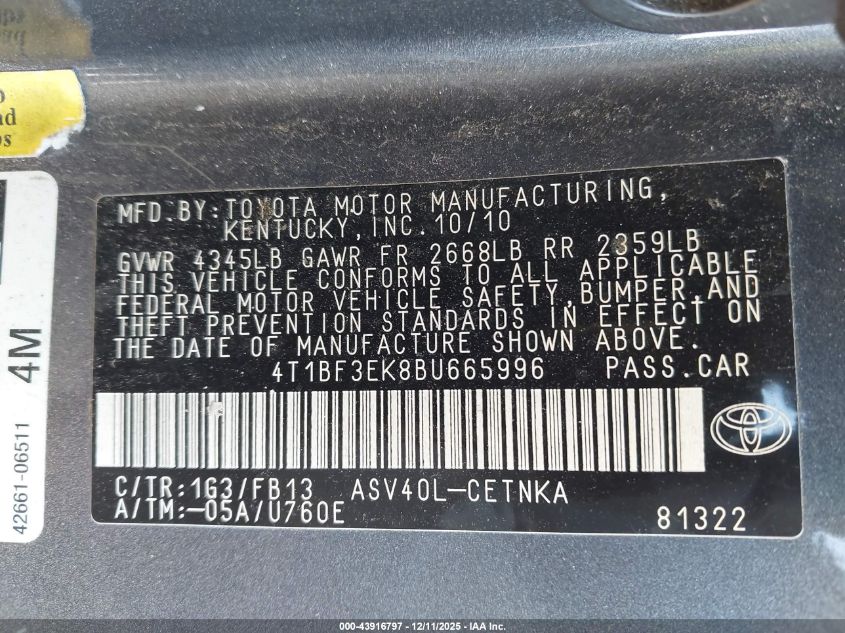 MFD.BY:TOYOTA MOTOR MANUFACTURING,
KENTUCKY, INC. 10/10
GVWR 4345LB GAWR FR 2668LB RR 2359LB
THIS VEHICLE CONFORMS TO ALL APPLICABLE
FEDERAL MOTOR VEHICLE SAFETY, BUMPER, AND
THEFT PREVENTION STANDARDS IN EFFECT ON
THE DATE OF MANUFACTURE SHOWN ABOVE.
4T1BF3EK8BU665996 PASS.CAR
C/TR:1G3/FB13 ASV40L-CETNKA
A/TM:-05A/U760E 81322
42661-06511 4M
000-43916797 - 12/11/2025 - IAA Inc.